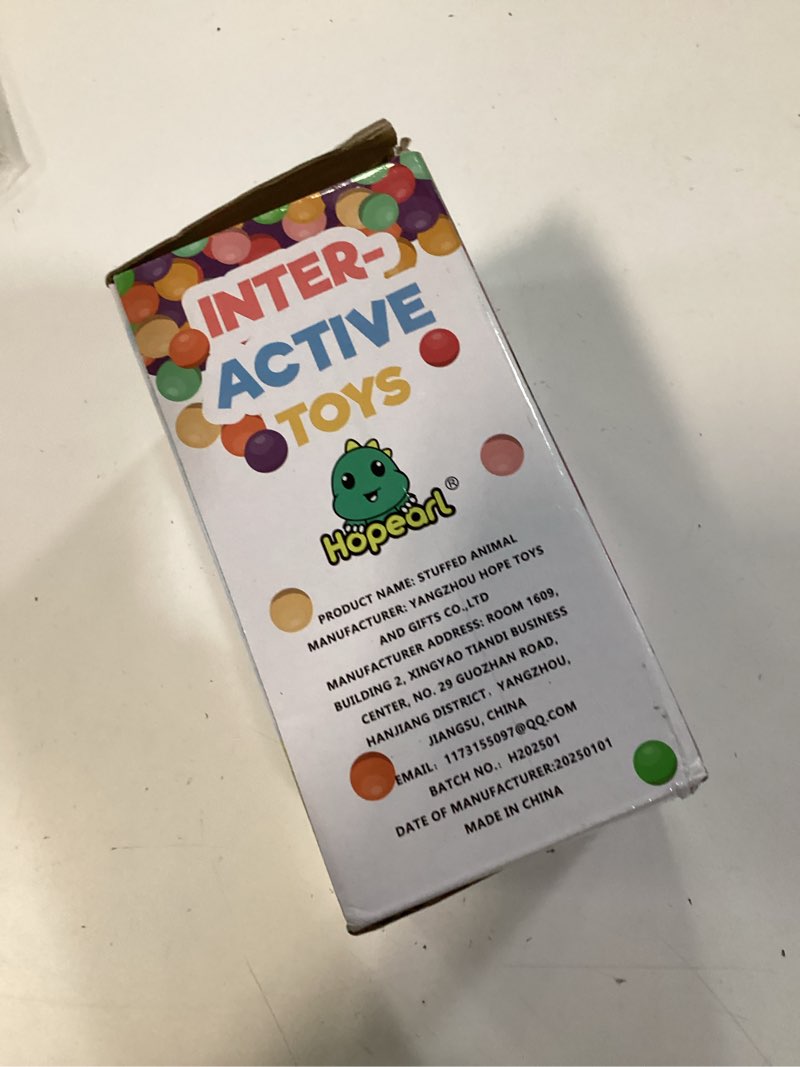 INTER-
ACTIVE
TOYS
Hopearl®
PRODUCT NAME: STUFFED ANIMAL
MANUFACTURER: YANGZHOU HOPE TOYS
AND GIFTS CO.,LTD
MANUFACTURER ADDRESS: ROOM 1609,
BUILDING 2, XINGYAO TIANDI BUSINESS
CENTER, NO. 29 GUOZHAN ROAD,
HANJIANG DISTRICT, YANGZHOU,
JIANGSU, CHINA
EMAIL: 1173155097@QQ.COM
BATCH NO.: H202501
DATE OF MANUFACTURER:20250101
MADE IN CHINA